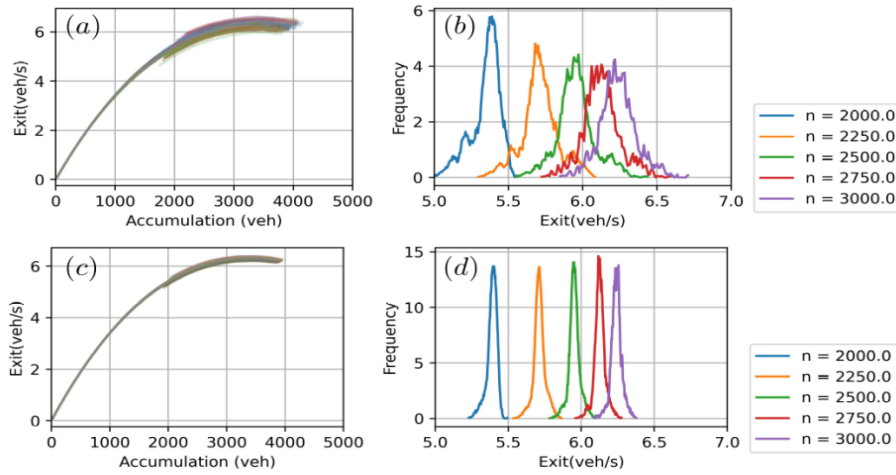 (a)
Exit(veh/s)
6
4
2
0
0 1000 2000 3000 4000 5000
Accumulation (veh)
(b)
Frequency
6
4
2
0
5.0 5.5 6.0 6.5 7.0
Exit(veh/s)
n = 2000.0
n = 2250.0
n = 2500.0
n = 2750.0
n = 3000.0
(c)
Exit(veh/s)
6
4
2
0
0 1000 2000 3000 4000 5000
Accumulation (veh)
(d)
Frequency
15
10
5
0
5.0 5.5 6.0 6.5 7.0
Exit(veh/s)
n = 2000.0
n = 2250.0
n = 2500.0
n = 2750.0
n = 3000.0